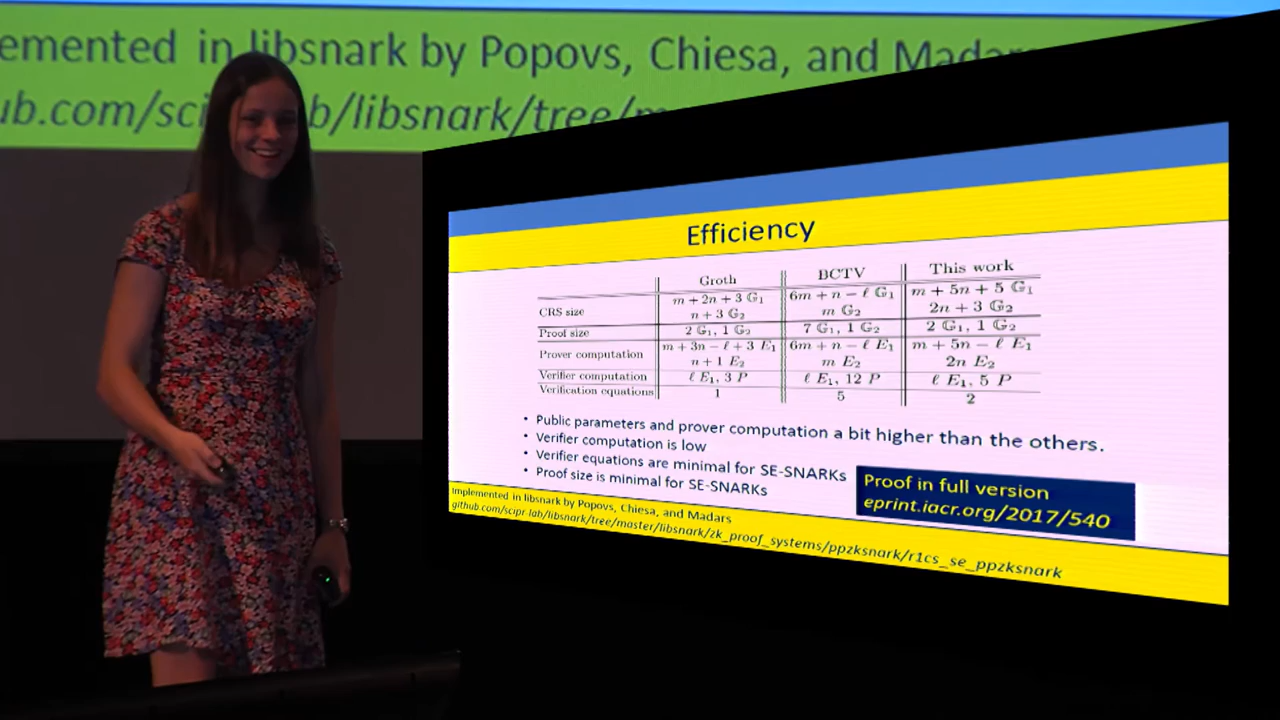 emented in libsnark by Popovs, Chiesa, and Madars
ub.com/sci b/libsnark/tree/m
Efficiency
Groth BCTV This work
CRS size m + 2n + 3 G₁ 6m + n − ℓ G₁ m + 5n + 5 G₁
n + 3 G₂ m G₂ 2n + 3 G₂
Proof size 2 G₁, 1 G₂ 7 G₁, 1 G₂ 2 G₁, 1 G₂
Prover computation m + 3n − ℓ + 3 E₁ 6m + n − ℓ E₁ m + 5n − ℓ E₁
n + 1 E₂ m E₂ 2n E₂
Verifier computation ℓ E₁, 3 P ℓ E₁, 12 P ℓ E₁, 5 P
Verification equations 1 5 2
• Public parameters and prover computation a bit higher than the others.
• Verifier computation is low
• Verifier equations are minimal for SE-SNARKs
• Proof size is minimal for SE-SNARKs
Proof in full version
eprint.iacr.org/2017/540
Implemented in libsnark by Popovs, Chiesa, and Madars
github.com/scipr-lab/libsnark/tree/master/libsnark/zk_proof_systems/ppzksnark/r1cs_se_ppzksnark